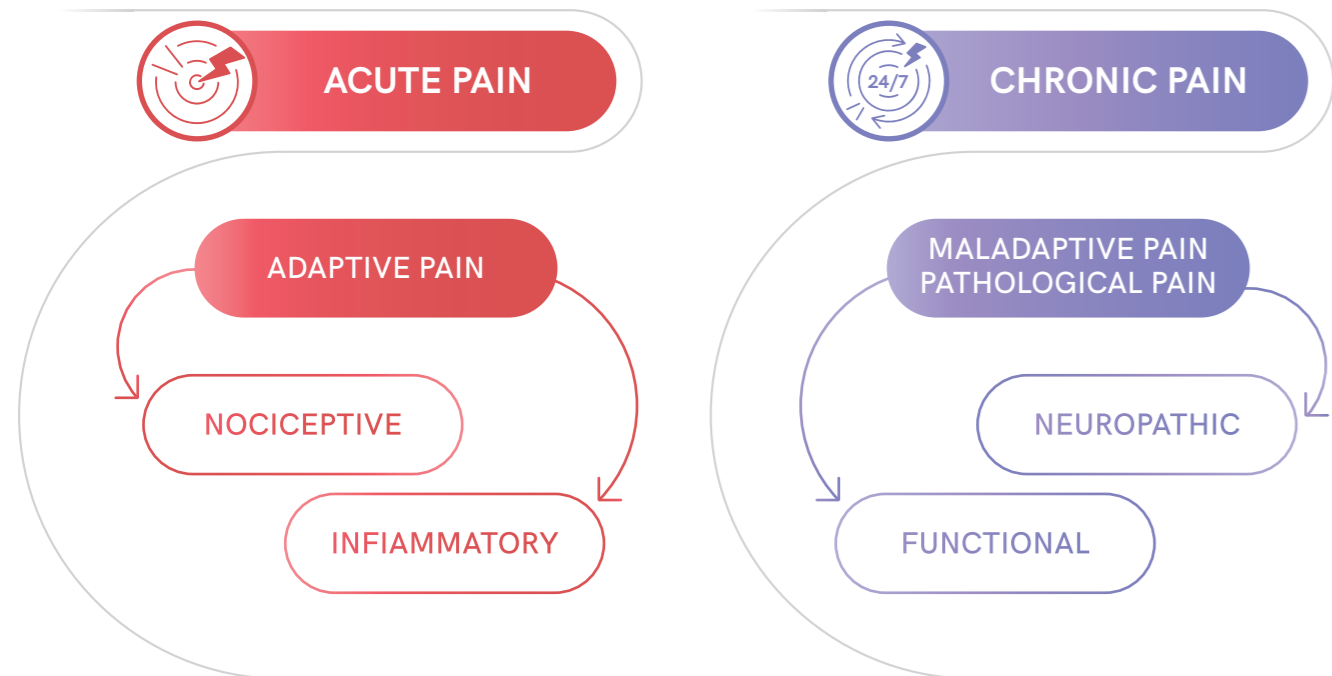 ACUTE PAIN
ADAPTIVE PAIN
NOCICEPTIVE
INFIAMMATORY
24/7
CHRONIC PAIN
MALADAPTIVE PAIN
PATHOLOGICAL PAIN
NEUROPATHIC
FUNCTIONAL